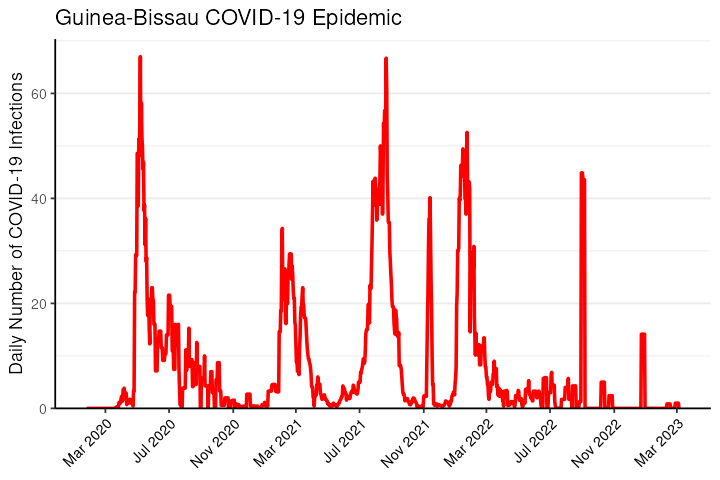 Guinea-Bissau COVID-19 Epidemic
Daily Number of COVID-19 Infections
60
40
20
0
Mar 2020
Jul 2020
Nov 2020
Mar 2021
Jul 2021
Nov 2021
Mar 2022
Jul 2022
Nov 2022
Mar 2023